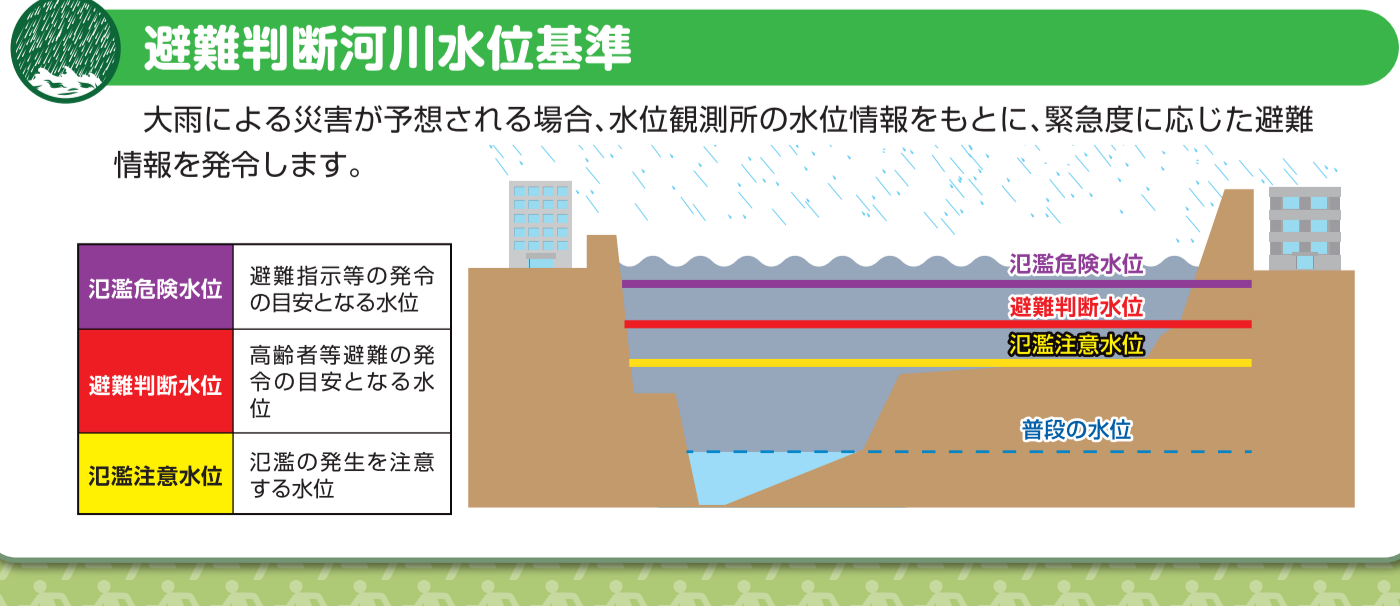 避難判断河川水位基準
大雨による災害が予想される場合、水位観測所の水位情報をもとに、緊急度に応じた避難
情報を発令します。
氾濫危険水位
避難指示等の発令
の目安となる水位
避難判断水位
高齢者等避難の発
令の目安となる水
位
氾濫注意水位
氾濫の発生を注意
する水位
氾濫危険水位
避難判断水位
氾濫注意水位
普段の水位